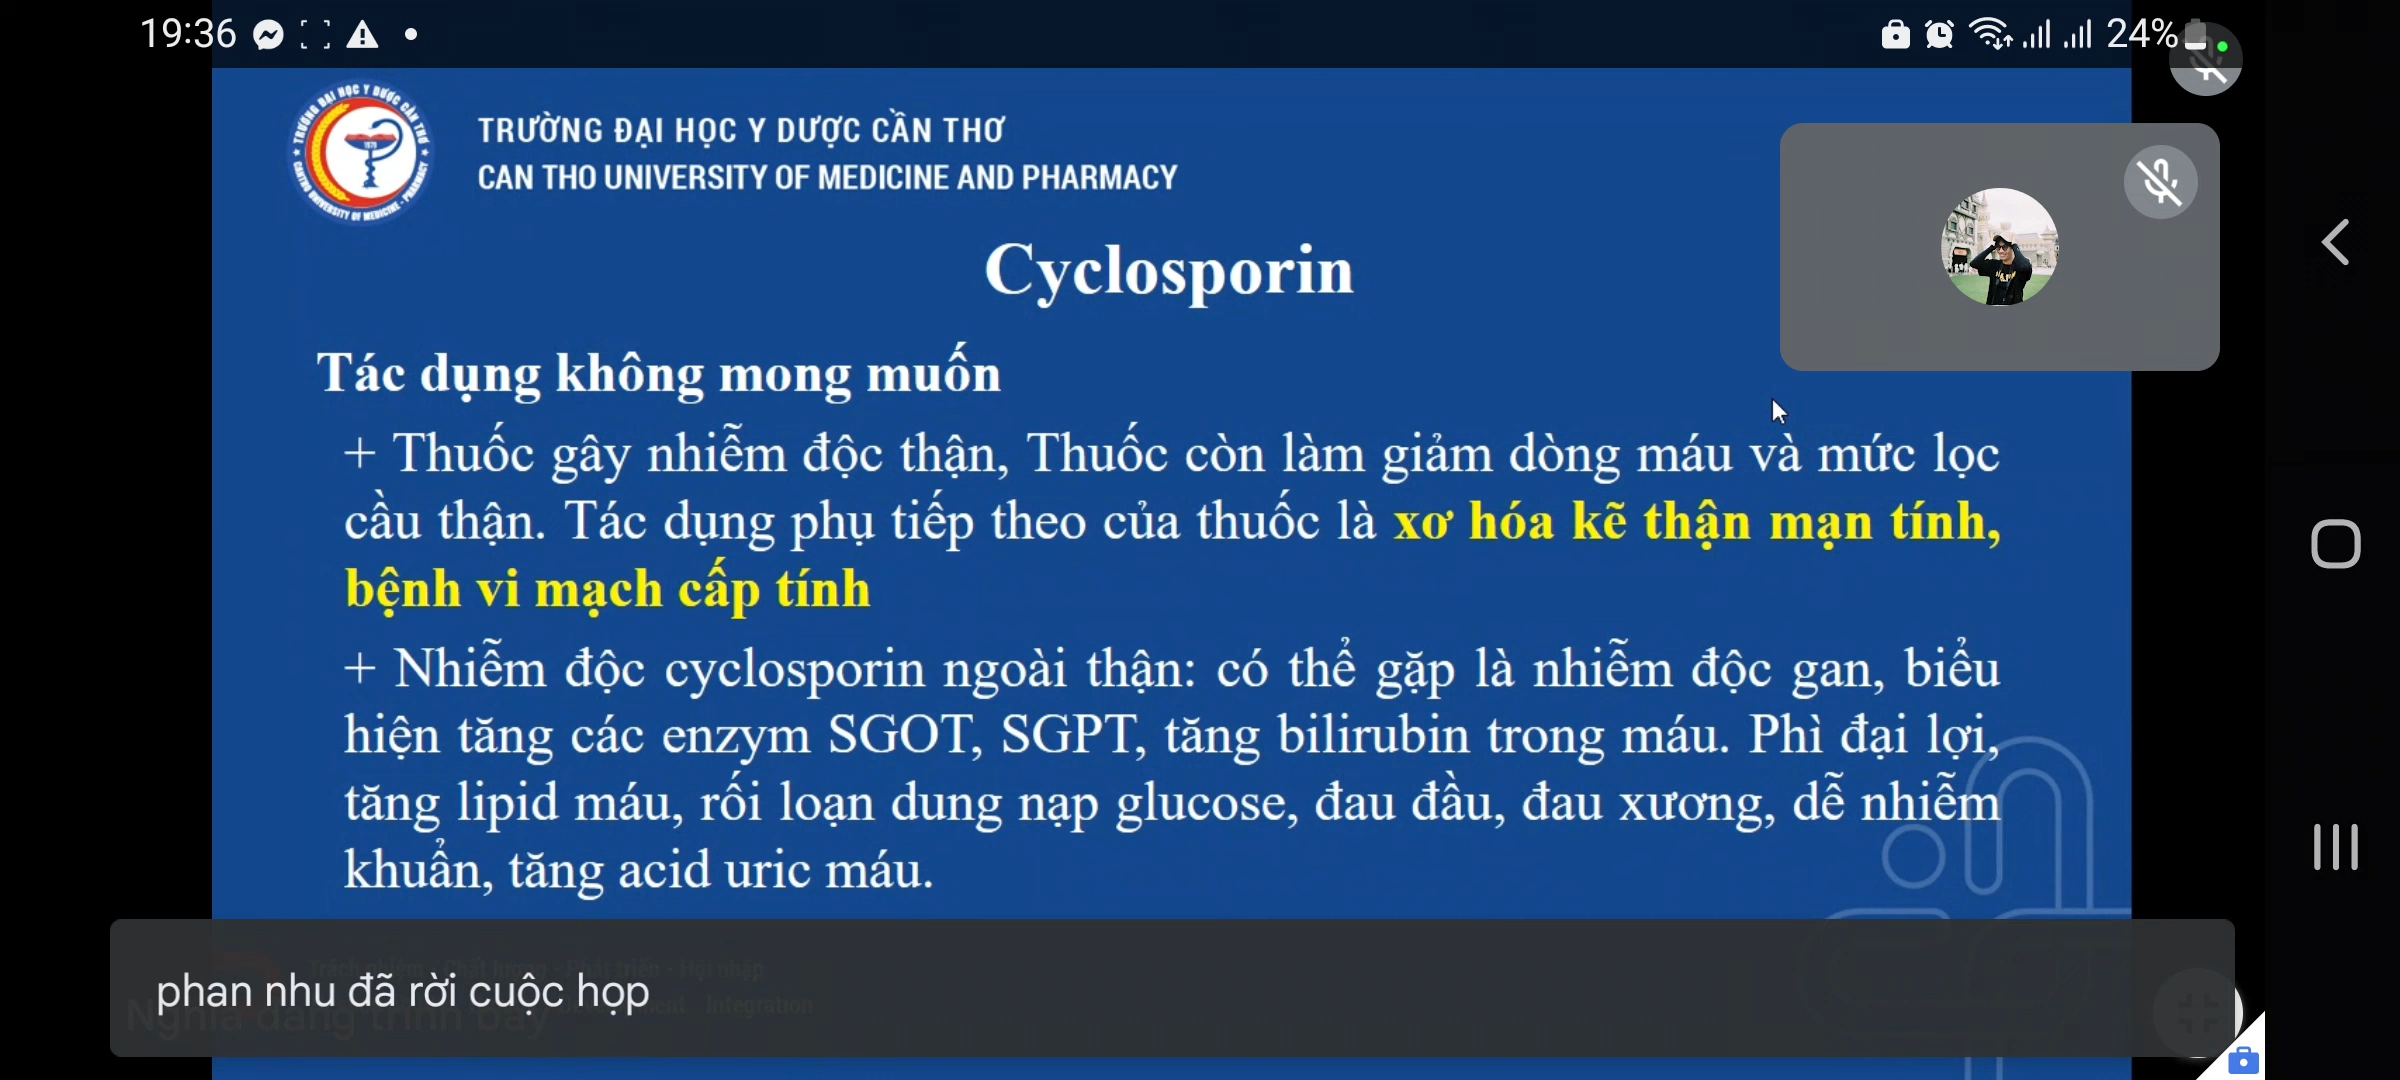 19:36
24%
TRƯỜNG ĐẠI HỌC Y DƯỢC CẦN THƠ
CAN THO UNIVERSITY OF MEDICINE AND PHARMACY
Cyclosporin
Tác dụng không mong muốn
+ Thuốc gây nhiễm độc thận, Thuốc còn làm giảm dòng máu và mức lọc
cầu thận. Tác dụng phụ tiếp theo của thuốc là xơ hóa kẽ thận mạn tính,
bệnh vi mạch cấp tính
+ Nhiễm độc cyclosporin ngoài thận: có thể gặp là nhiễm độc gan, biểu
hiện tăng các enzym SGOT, SGPT, tăng bilirubin trong máu. Phì đại lợi,
tăng lipid máu, rối loạn dung nạp glucose, đau đầu, đau xương, dễ nhiễm
khuẩn, tăng acid uric máu.
phan nhu đã rời cuộc họp